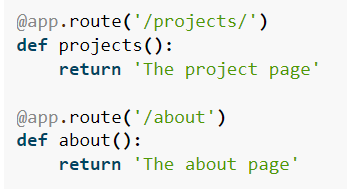 @app.route('/projects/')
def projects():
    return 'The project page'

@app.route('/about')
def about():
    return 'The about page'